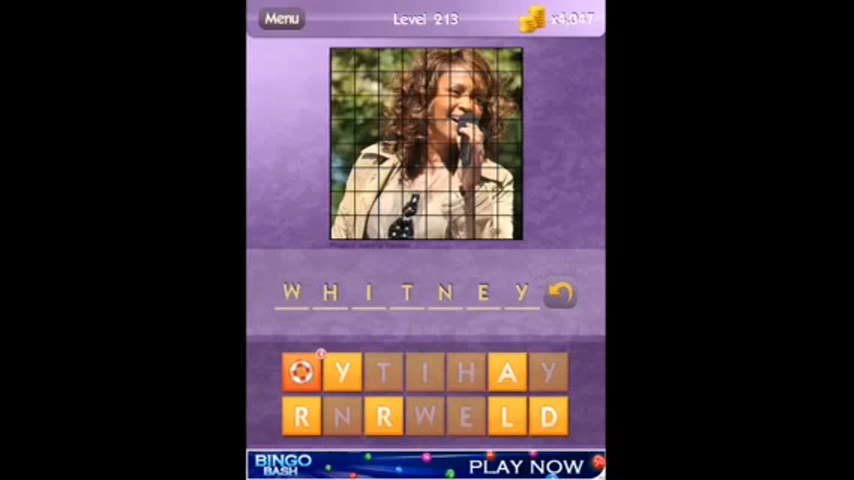 Menu
Level 213
x4,047
W H I T N E Y
Y T I H A Y
R N R W E L D
BINGO
BASH
PLAY NOW